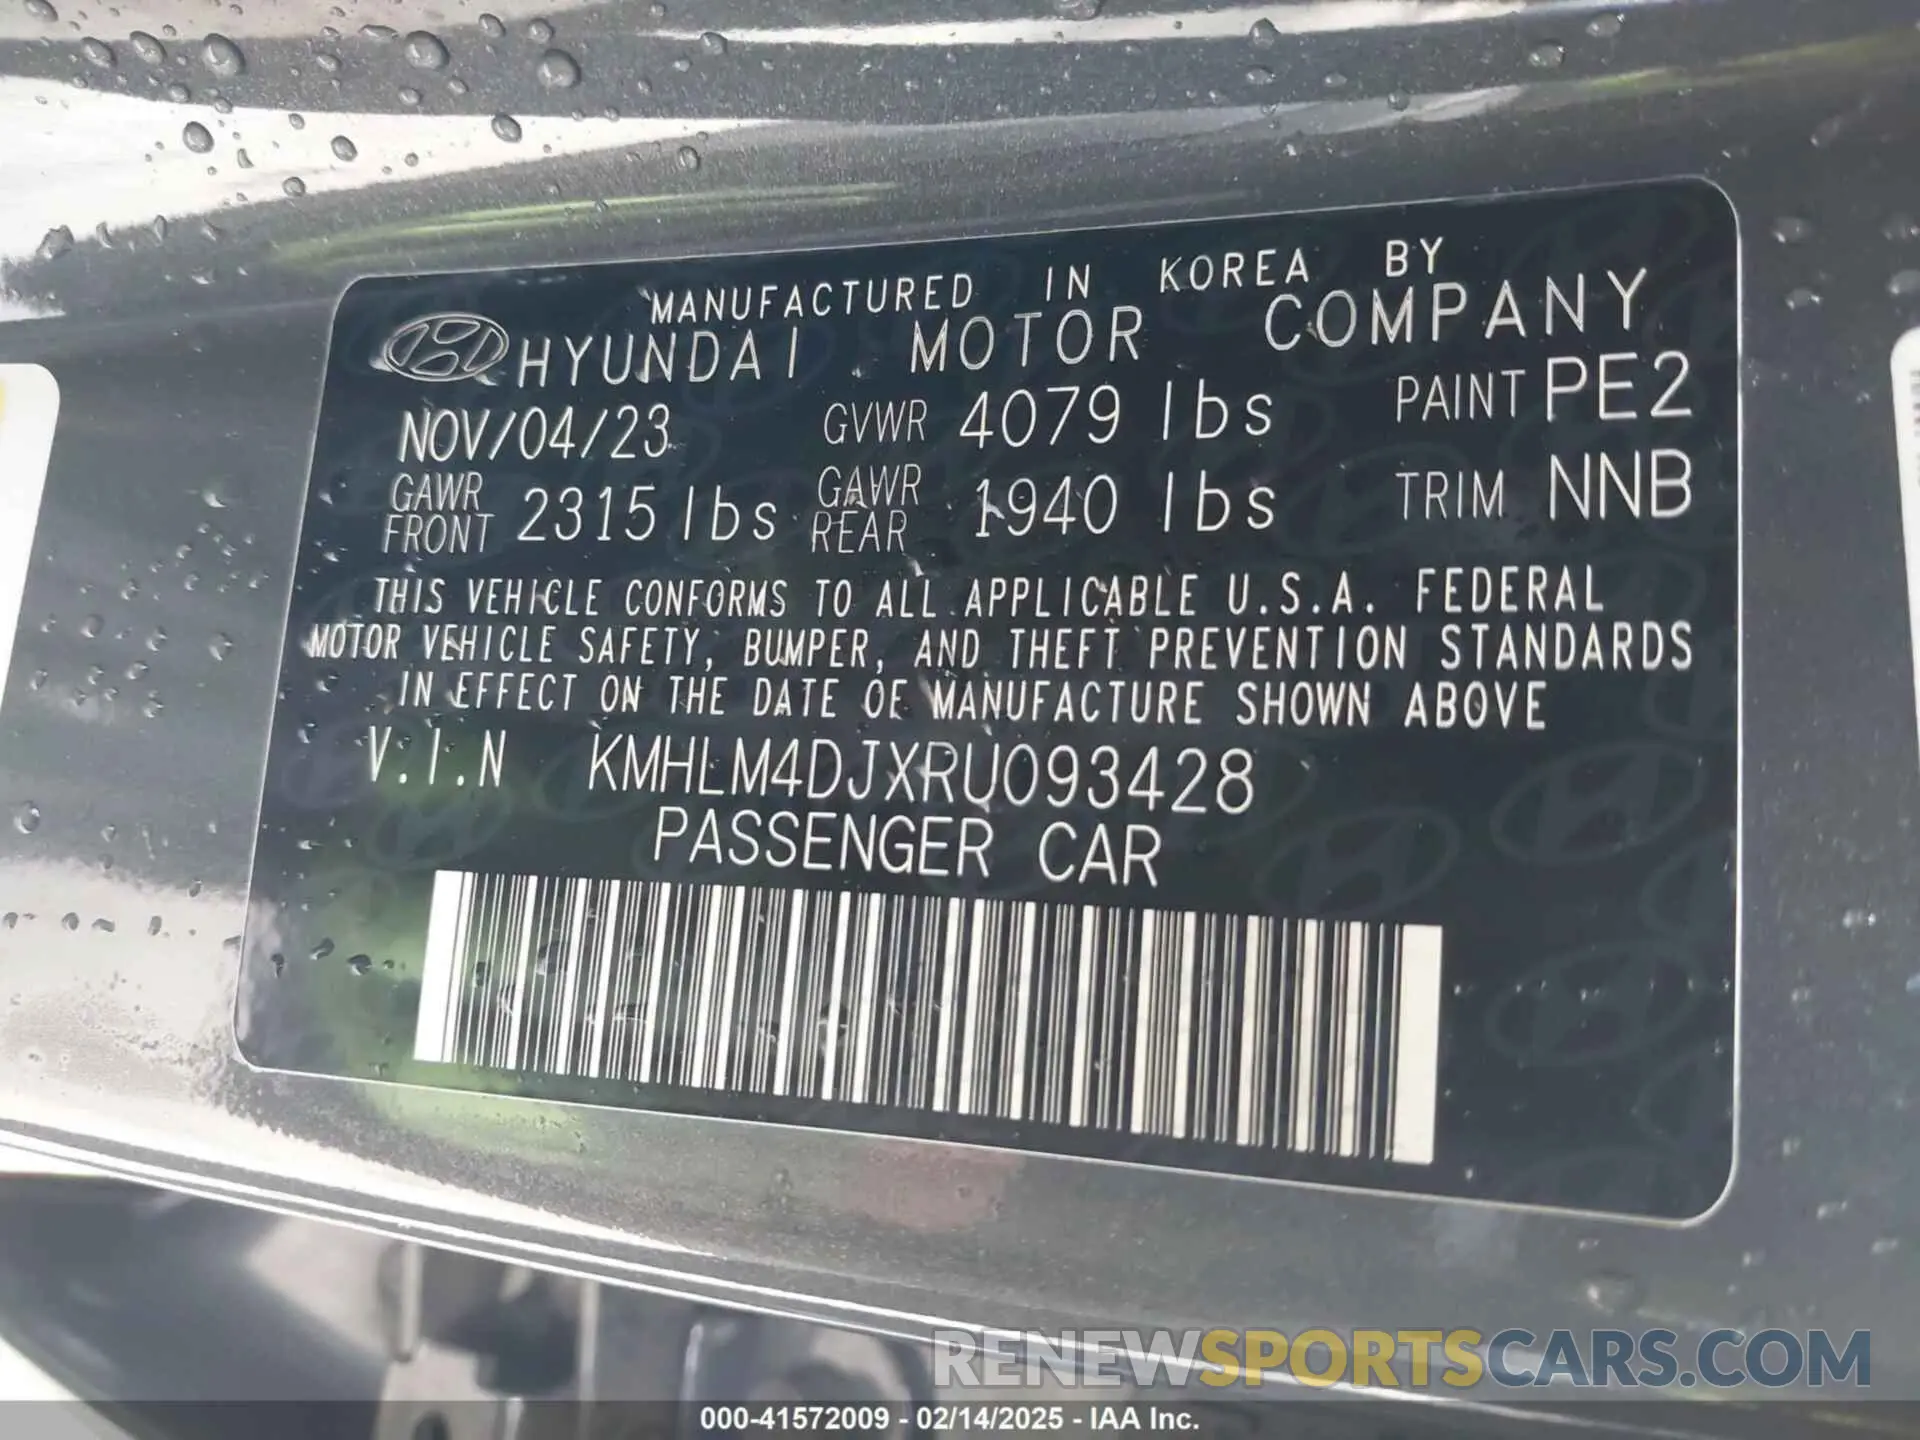 MANUFACTURED IN KOREA BY
HYUNDAI MOTOR COMPANY
NOV/04/23 GVWR 4079 lbs PAINT PE2
GAWR FRONT 2315 lbs GAWR REAR 1940 lbs TRIM NNB
THIS VEHICLE CONFORMS TO ALL APPLICABLE U.S.A. FEDERAL
MOTOR VEHICLE SAFETY, BUMPER, AND THEFT PREVENTION STANDARDS
IN EFFECT ON THE DATE OF MANUFACTURE SHOWN ABOVE
V.I.N KMHLM4DJXRU093428
PASSENGER CAR
RENEWSPORTSCARS.COM
000-41572009 - 02/14/2025 - IAA Inc.